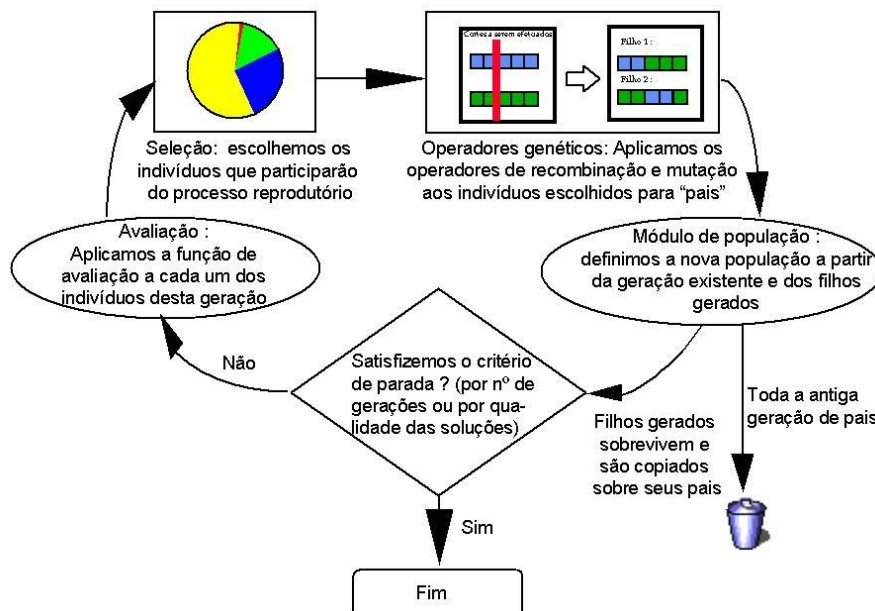 Cortes a serem efetuados
Filho 1 :
Filho 2 :
Seleção: escolhemos os
indivíduos que participarão
do processo reprodutório
Operadores genéticos: Aplicamos os
operadores de recombinação e mutação
aos indivíduos escolhidos para “pais”
Avaliação :
Aplicamos a função de
avaliação a cada um dos
indivíduos desta geração
Módulo de população :
definimos a nova população a partir
da geração existente e dos filhos
gerados
Não
Satisfizemos o critério
de parada ? (por nº de
gerações ou por qua-
lidade das soluções)
Toda a antiga
geração de pais
Filhos gerados
sobrevivem e
são copiados
sobre seus pais
Sim
Fim